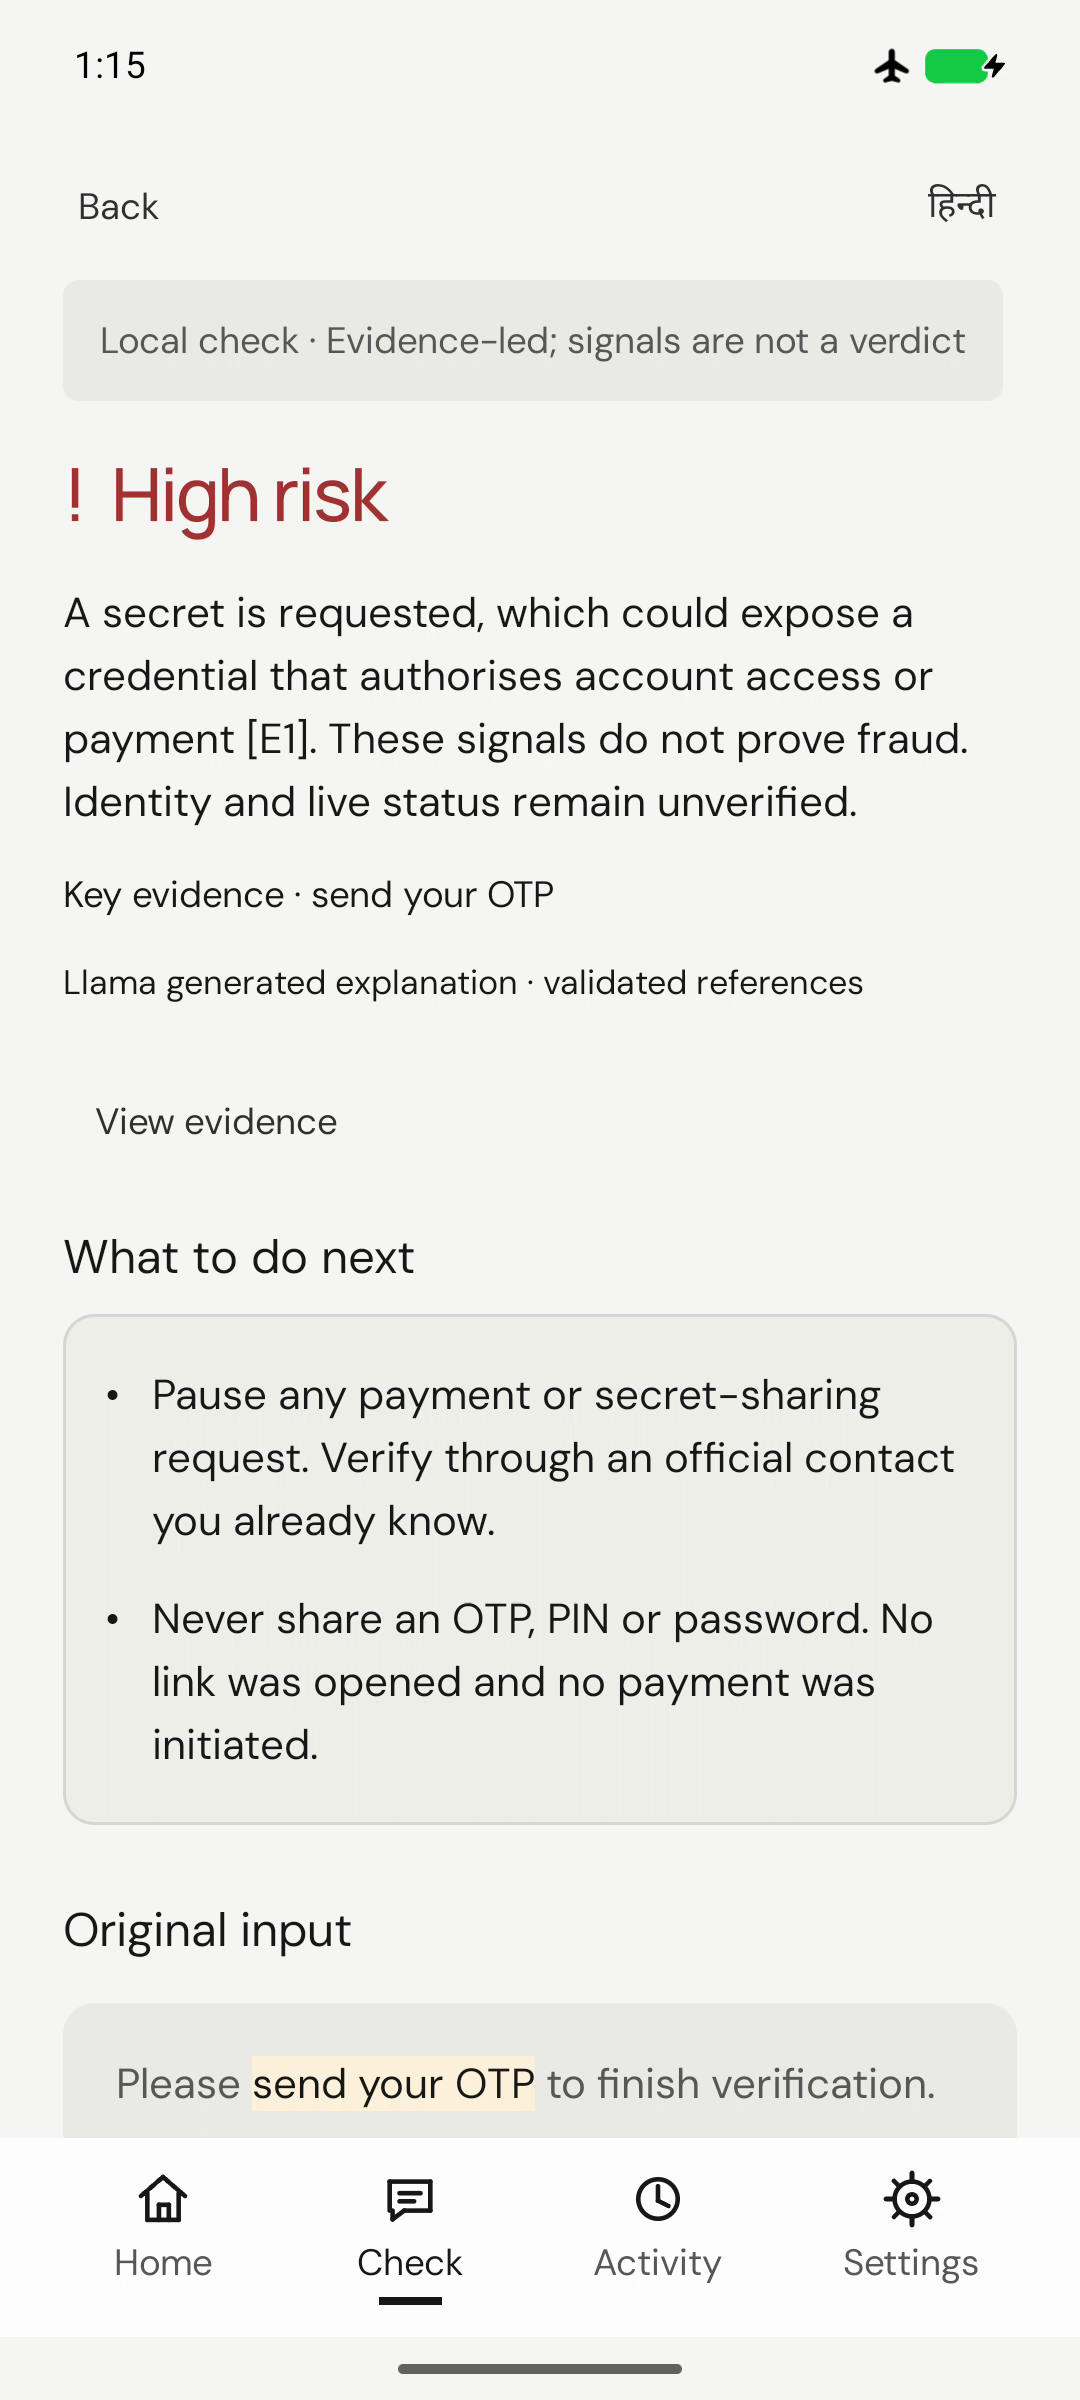 1:15
Back
हिन्दी
Local check · Evidence-led; signals are not a verdict
! High risk
A secret is requested, which could expose a
credential that authorises account access or
payment [E1]. These signals do not prove fraud.
Identity and live status remain unverified.
Key evidence · send your OTP
Llama generated explanation · validated references
View evidence
What to do next
• Pause any payment or secret-sharing
request. Verify through an official contact
you already know.
• Never share an OTP, PIN or password. No
link was opened and no payment was
initiated.
Original input
Please send your OTP to finish verification.
Home
Check
Activity
Settings